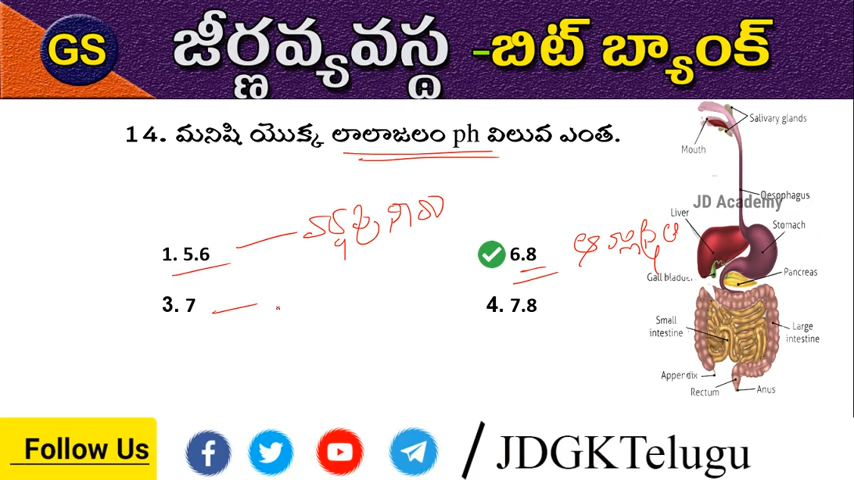 GS జీర్ణవ్యవస్థ -బిట్ బ్యాంక్
14. మనిషి యొక్క లాలాజలం ph విలువ ఎంత.
Salivary glands
Mouth
Oesophagus
JD Academy
Liver
Stomach
1. 5.6
వర్షపు నీరు
6.8
Gall bladder
Pancreas
3. 7
4. 7.8
Small intestine
Large intestine
Appendix
Rectum
Anus
Follow Us
/JDGKTelugu